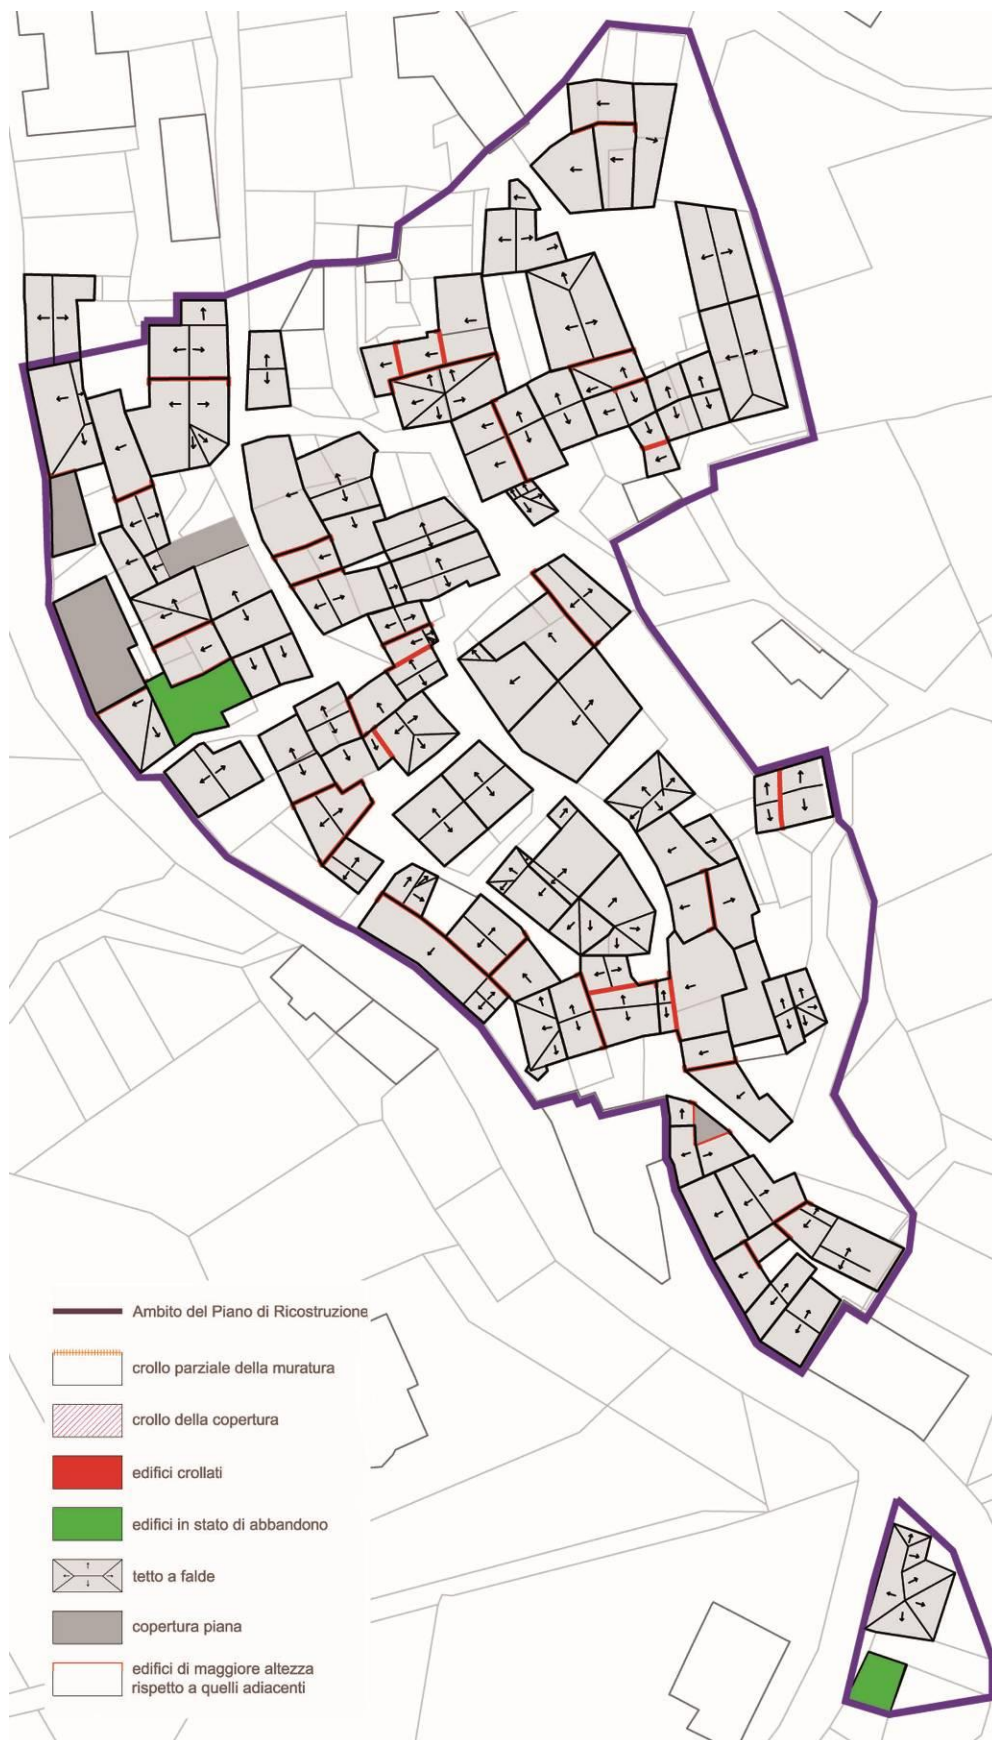 Ambito del Piano di Ricostruzione
crollo parziale della muratura
crollo della copertura
edifici crollati
edifici in stato di abbandono
tetto a falde
copertura piana
edifici di maggiore altezza
rispetto a quelli adiacenti